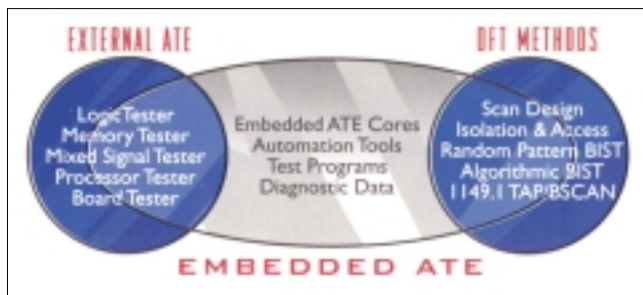 EXTERNAL ATE
DFT METHODS
Logic Tester
Memory Tester
Mixed Signal Tester
Processor Tester
Board Tester
Embedded ATE Cores
Automation Tools
Test Programs
Diagnostic Data
Scan Design
Isolation & Access
Random Pattern BIST
Algorithmic BIST
1149.1 TAP/BSCAN
EMBEDDED ATE